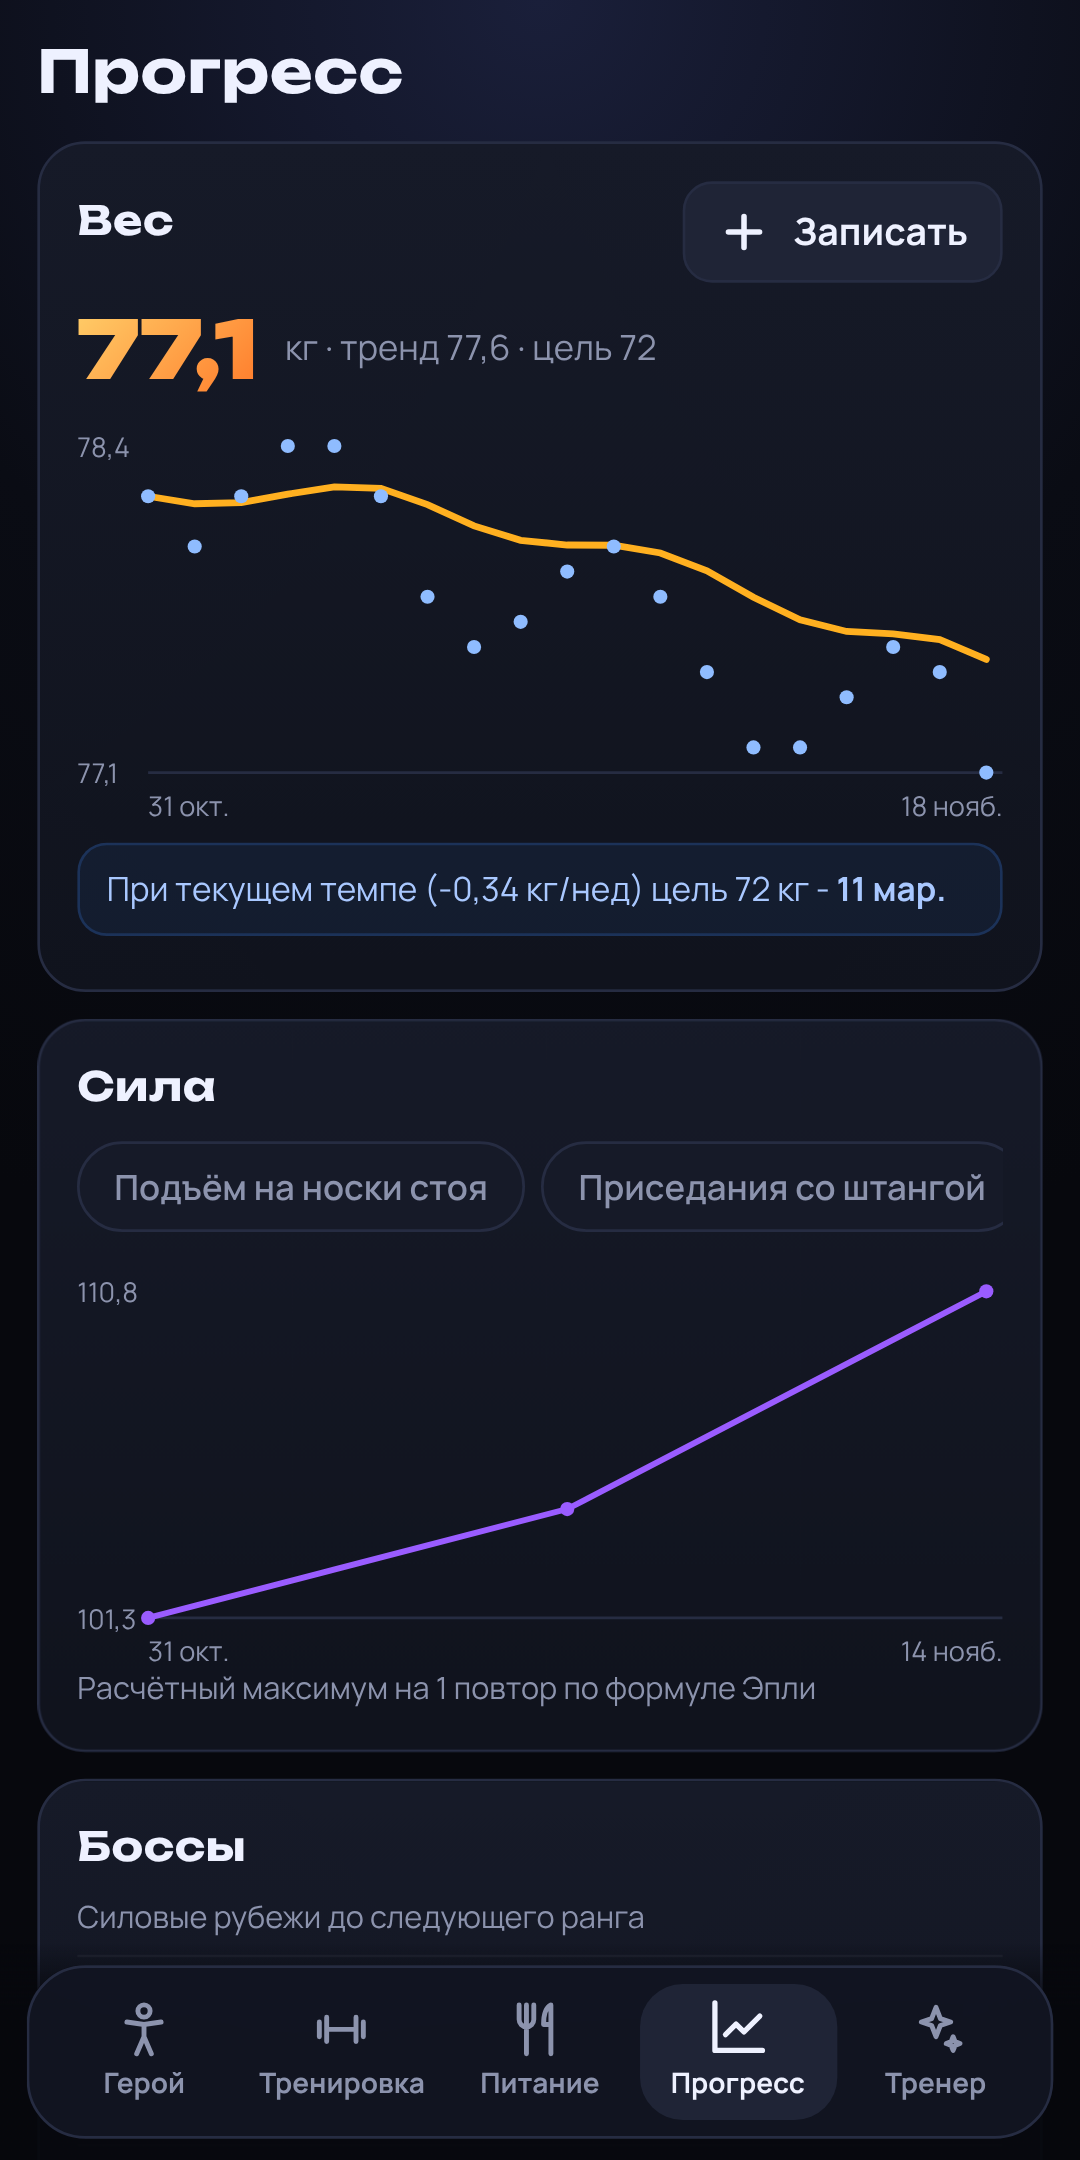 Прогресс
Вес
Записать
77,1 кг · тренд 77,6 · цель 72
78,4
77,1
31 окт. 18 нояб.
При текущем темпе (-0,34 кг/нед) цель 72 кг - 11 мар.
Сила
Подъём на носки стоя Приседания со штангой
110,8
101,3
31 окт. 14 нояб.
Расчётный максимум на 1 повтор по формуле Эпли
Боссы
Силовые рубежи до следующего ранга
Герой Тренировка Питание Прогресс Тренер